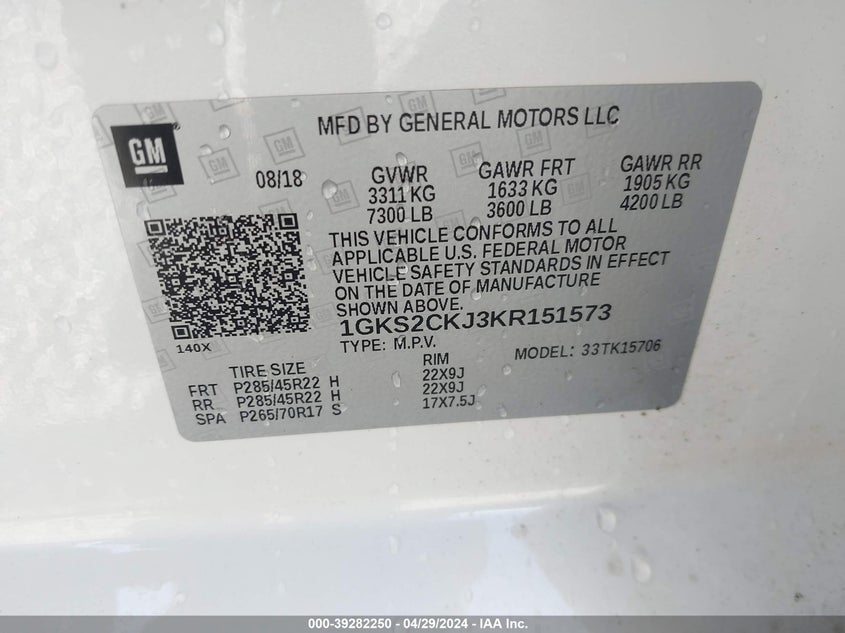 GM
MFD BY GENERAL MOTORS LLC
08/18 GVWR GAWR FRT GAWR RR
3311 KG 1633 KG 1905 KG
7300 LB 3600 LB 4200 LB
THIS VEHICLE CONFORMS TO ALL
APPLICABLE U.S. FEDERAL MOTOR
VEHICLE SAFETY STANDARDS IN EFFECT
ON THE DATE OF MANUFACTURE
SHOWN ABOVE.
1GKS2CKJ3KR151573
140X
TYPE: M.P.V. MODEL: 33TK15706
TIRE SIZE RIM
FRT P285/45R22 H 22X9J
RR P285/45R22 H 22X9J
SPA P265/70R17 S 17X7.5J
000-39282250 - 04/29/2024 - IAA Inc.